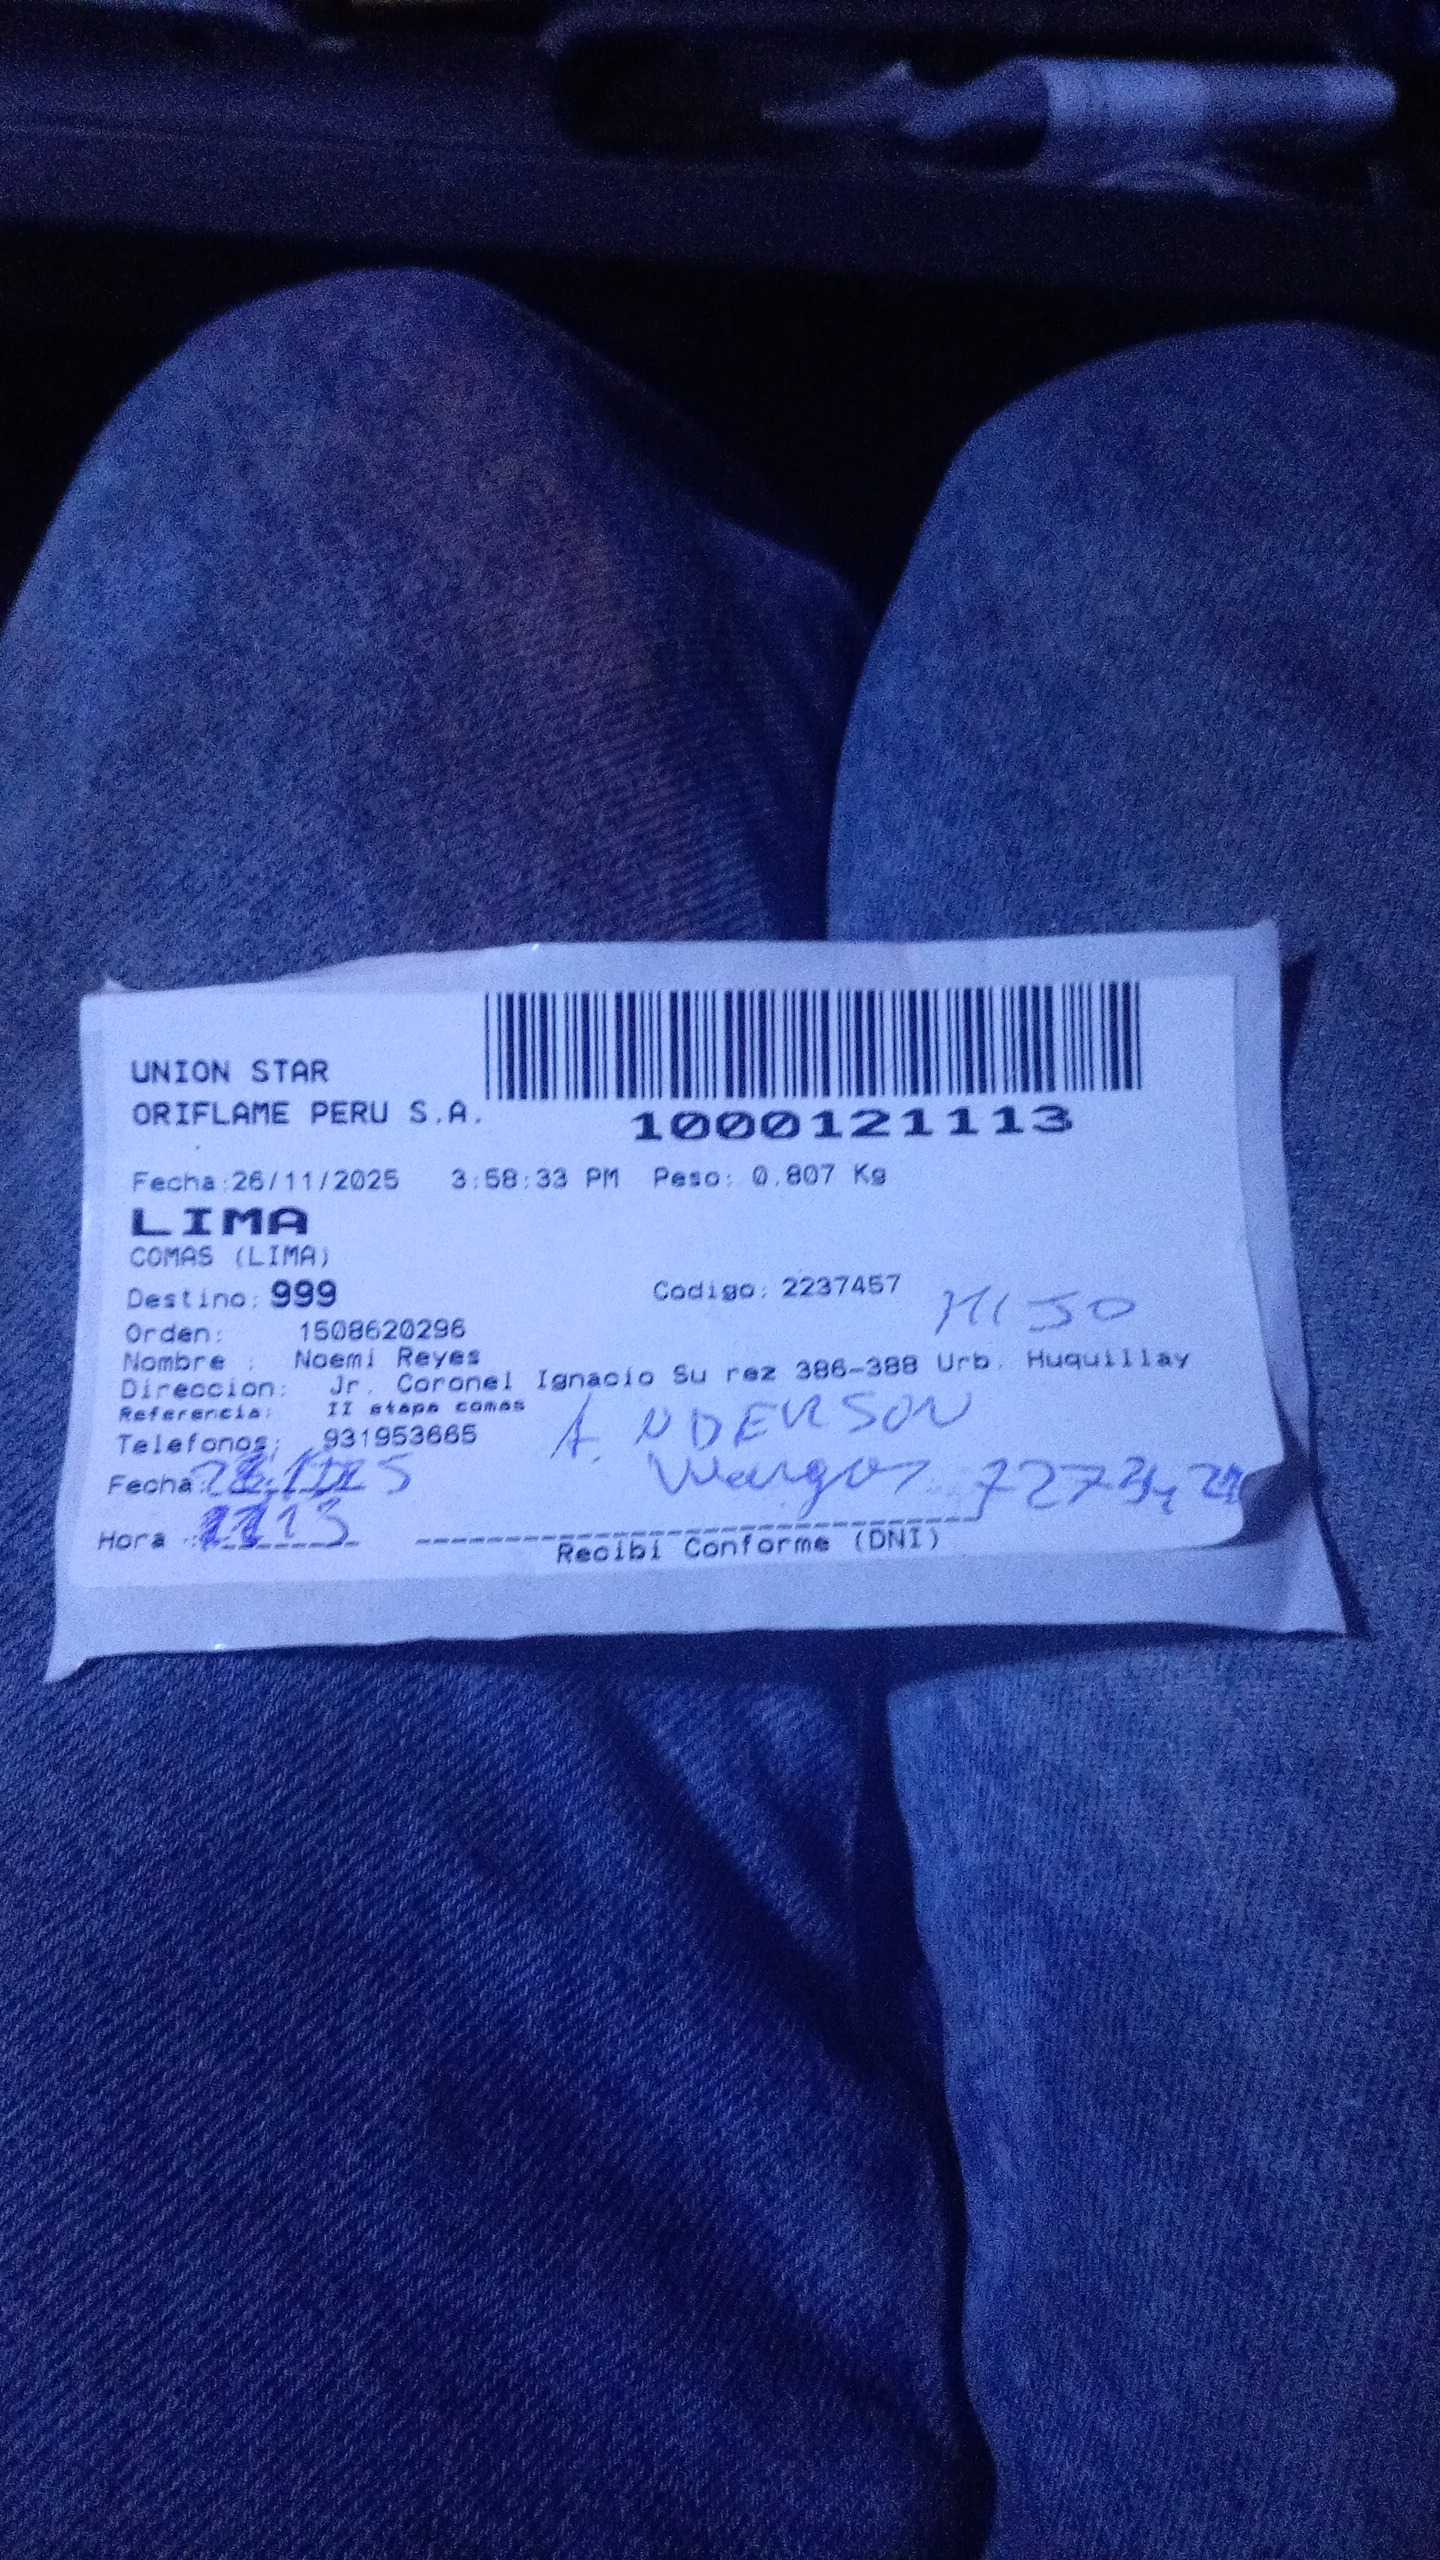 UNION STAR
ORIFLAME PERU S.A.
1000121113
Fecha:26/11/2025 3:58:33 PM Peso: 0.807 Kg
LIMA
COMAS (LIMA)
Destino: 999 Codigo: 2237457
HIJO
Orden: 1508620296
Nombre : Noemi Reyes
Direccion: Jr. Coronel Ignacio Su rez 386-388 Urb. Huquillay
Referencia: II etapa comas
ANDERSON
Telefonos: 931953665
Fecha:
Hora : 13
Recibi Conforme (DNI)